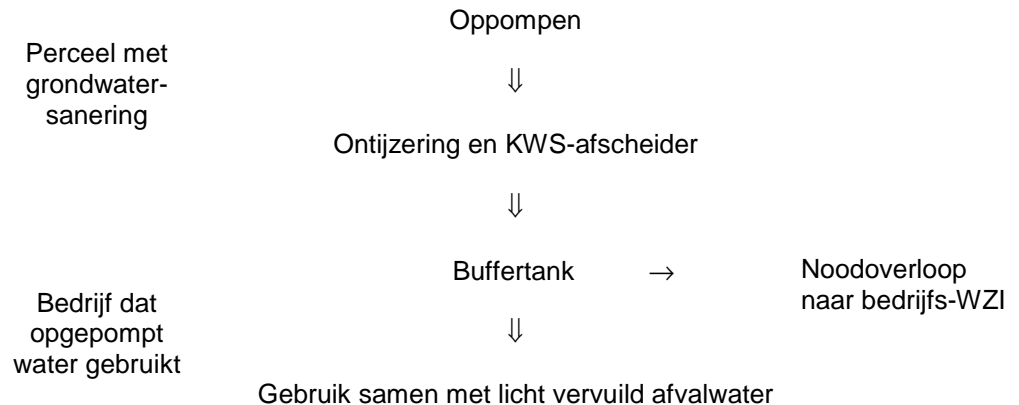 Oppompen
Perceel met
grondwater-
sanering
⇓
Ontijzering en KWS-afscheider
⇓
Buffertank → Noodoverloop
naar bedrijfs-WZI
Bedrijf dat
opgepompt
water gebruikt
⇓
Gebruik samen met licht vervuild afvalwater